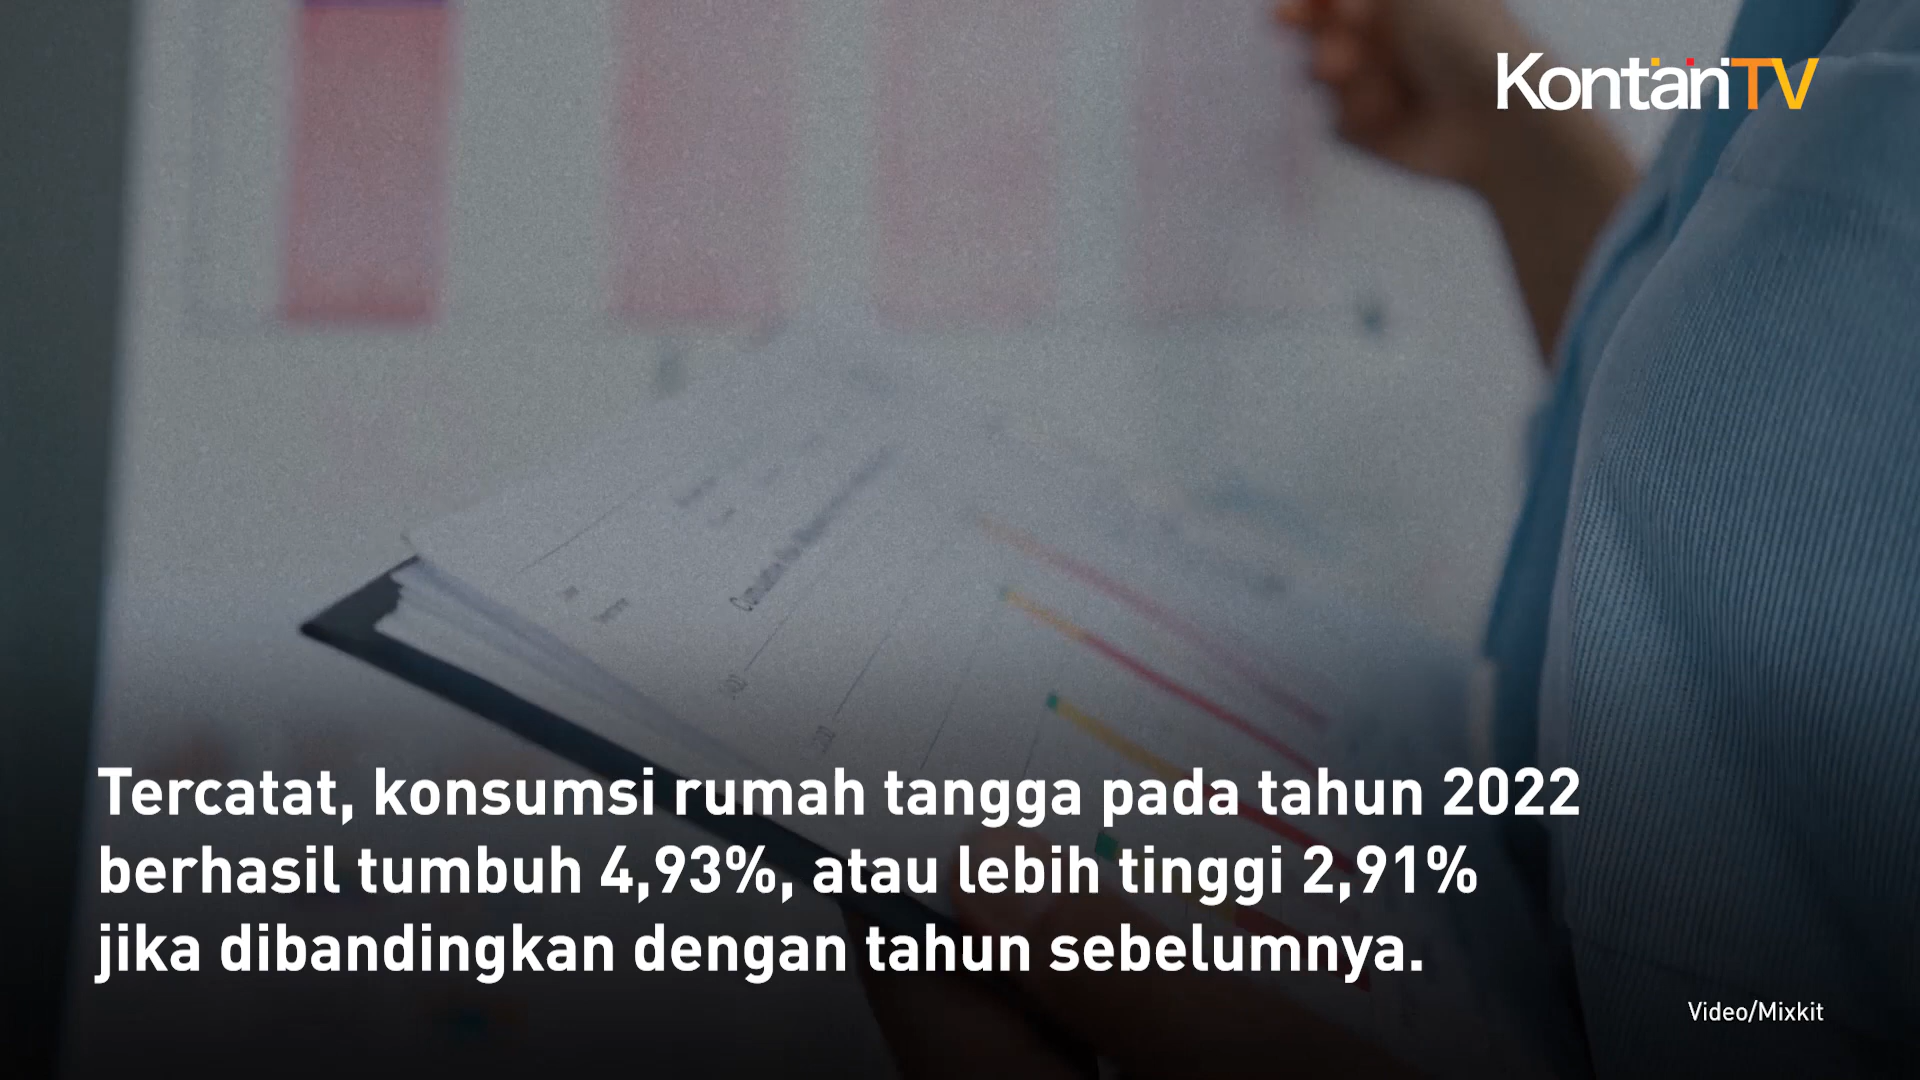 KontanTV
Tercatat, konsumsi rumah tangga pada tahun 2022
berhasil tumbuh 4,93%, atau lebih tinggi 2,91%
jika dibandingkan dengan tahun sebelumnya.
Video/Mixkit